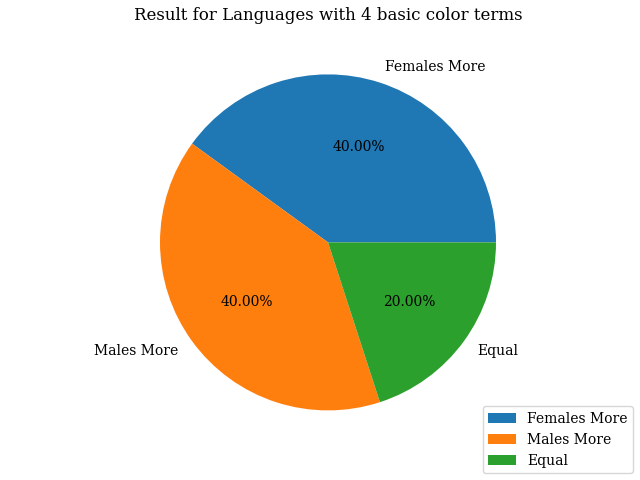 Result for Languages with 4 basic color terms
Females More
40.00%
40.00%
20.00%
Males More
Equal
Females More
Males More
Equal